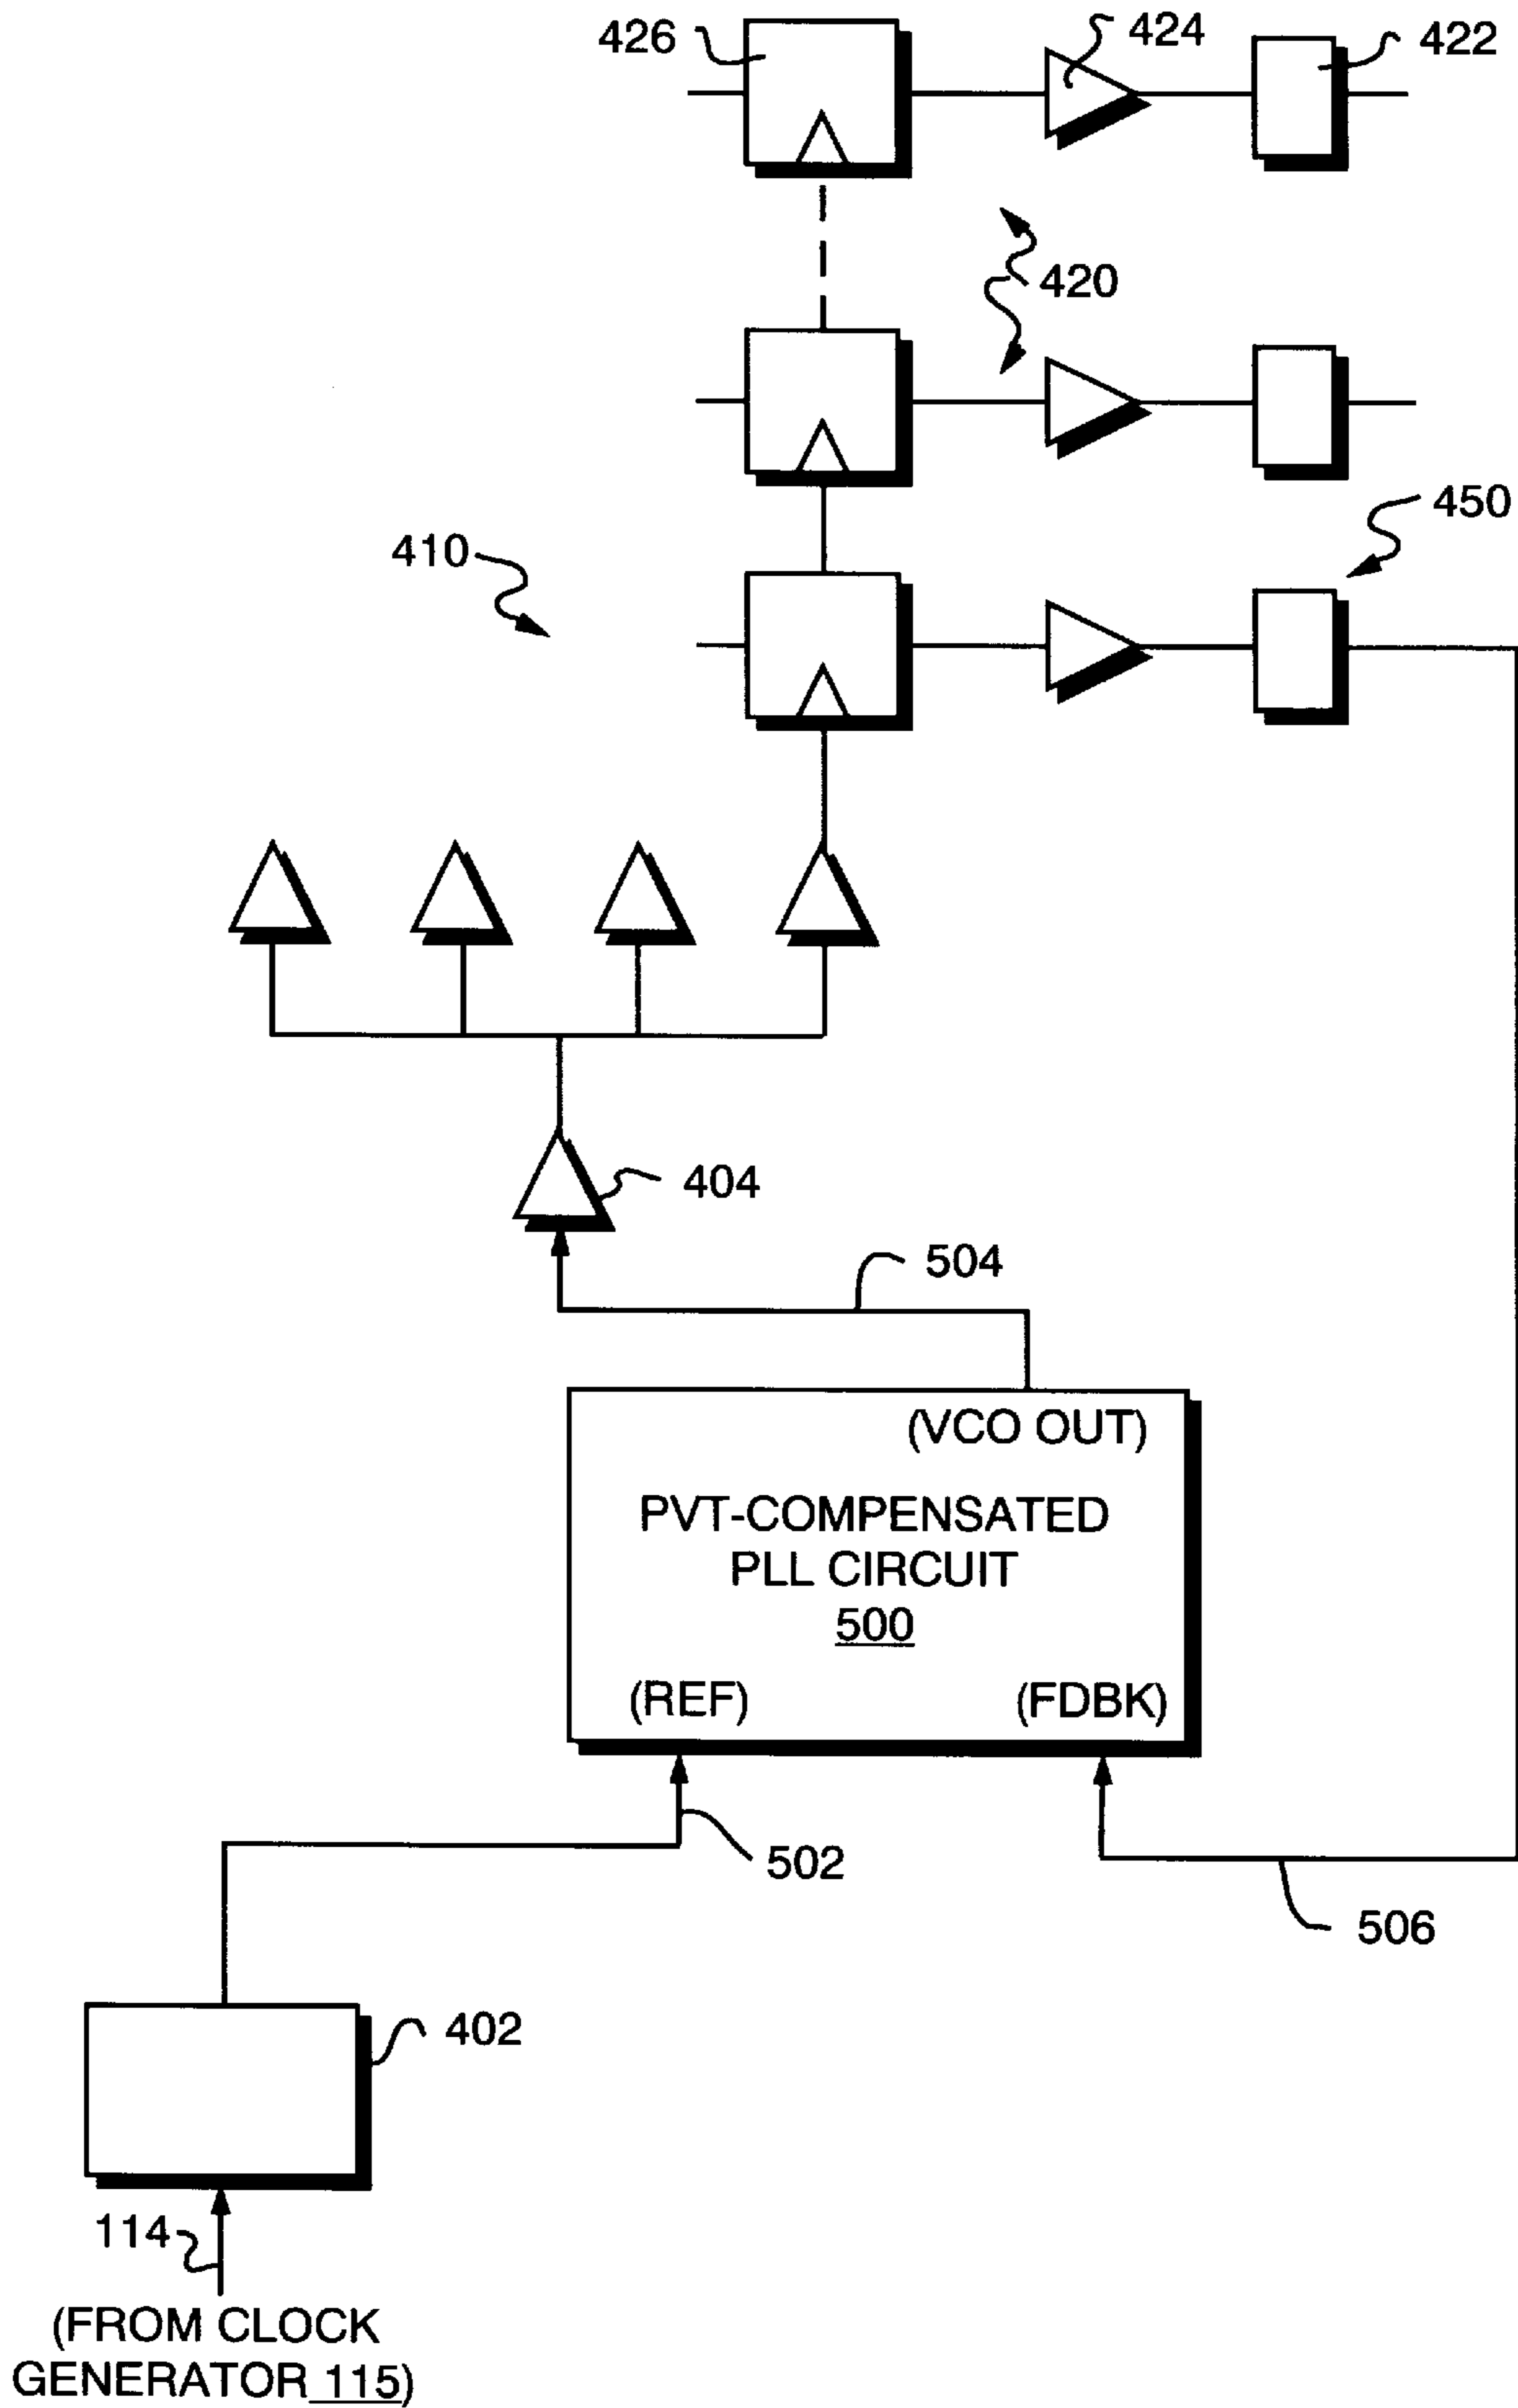 426
424
422
420
450
410
404
504
(VCO OUT)
PVT-COMPENSATED
PLL CIRCUIT
500
(REF)
(FDBK)
502
506
402
114
(FROM CLOCK
GENERATOR 115)